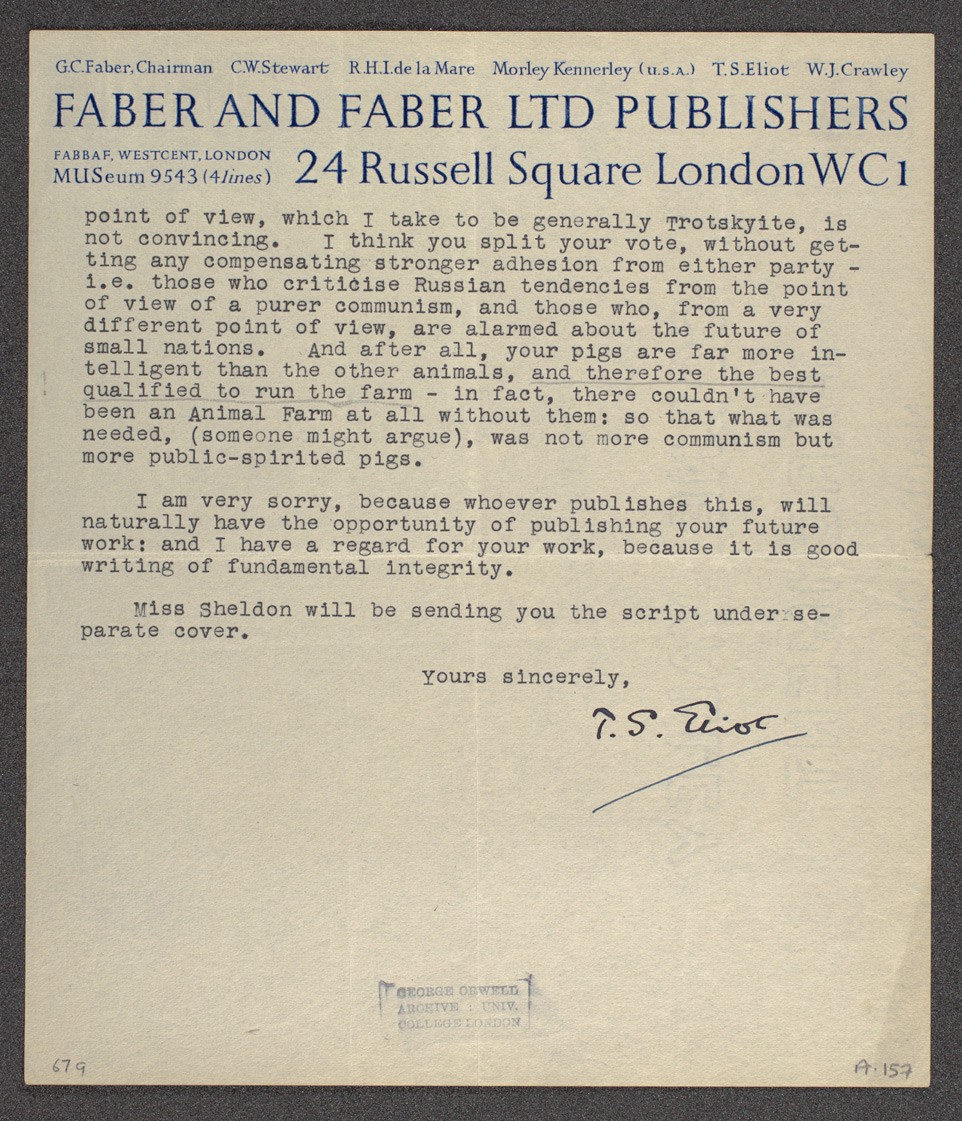 G.C.Faber, Chairman C.W.Stewart R.H.I.de la Mare Morley Kennerley (U.S.A.) T.S.Eliot W.J.Crawley
FABER AND FABER LTD PUBLISHERS
FABBAF, WESTCENT, LONDON
MUSeum 9543 (4 lines)
24 Russell Square London WC1
point of view, which I take to be generally Trotskyite, is
not convincing. I think you split your vote, without get-
ting any compensating stronger adhesion from either party -
i.e. those who criticise Russian tendencies from the point
of view of a purer communism, and those who, from a very
different point of view, are alarmed about the future of
small nations. And after all, your pigs are far more in-
telligent than the other animals, and therefore the best
qualified to run the farm - in fact, there couldn't have
been an Animal Farm at all without them: so that what was
needed, (someone might argue), was not more communism but
more public-spirited pigs.
I am very sorry, because whoever publishes this, will
naturally have the opportunity of publishing your future
work: and I have a regard for your work, because it is good
writing of fundamental integrity.
Miss Sheldon will be sending you the script under se-
parate cover.
Yours sincerely,
T. S. Eliot
GEORGE ORWELL
ARCHIVE : UNIV.
COLLEGE LONDON
67g
A.157